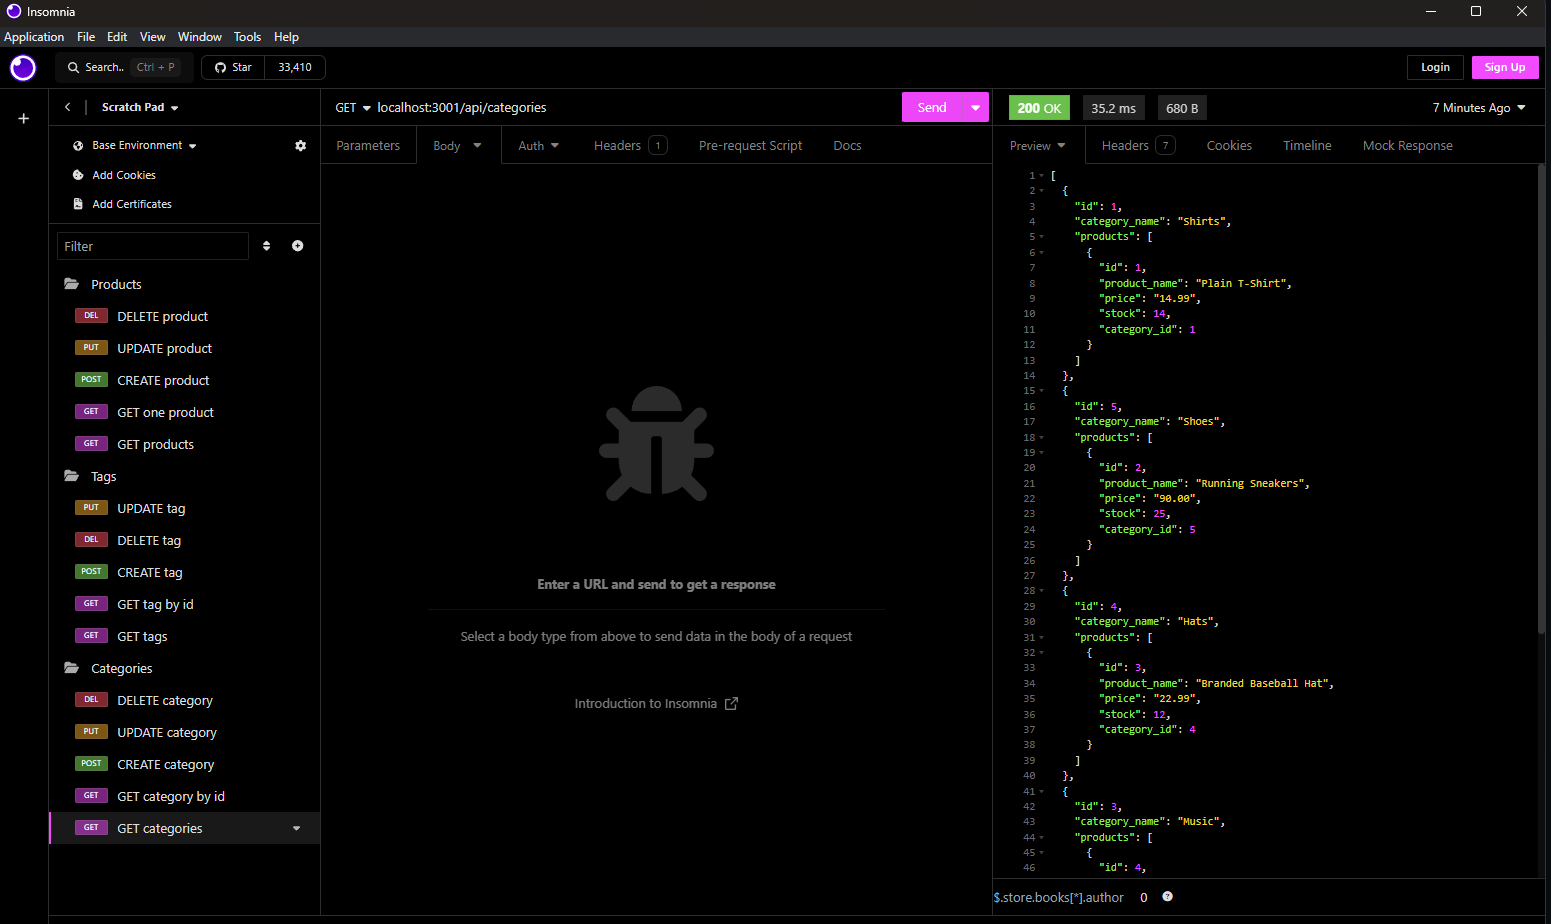 Insomnia
Application File Edit View Window Tools Help
Search.. Ctrl + P Star 33,410 Login Sign Up
Scratch Pad
Base Environment
Add Cookies
Add Certificates
Filter
Products
DEL DELETE product
PUT UPDATE product
POST CREATE product
GET GET one product
GET GET products
Tags
PUT UPDATE tag
DEL DELETE tag
POST CREATE tag
GET GET tag by id
GET GET tags
Categories
DEL DELETE category
PUT UPDATE category
POST CREATE category
GET GET category by id
GET GET categories
GET localhost:3001/api/categories Send
Parameters Body Auth Headers 1 Pre-request Script Docs
Enter a URL and send to get a response
Select a body type from above to send data in the body of a request
Introduction to Insomnia
200 OK 35.2 ms 680 B 7 Minutes Ago
Preview Headers 7 Cookies Timeline Mock Response
1 [
2 {
3 "id": 1,
4 "category_name": "Shirts",
5 "products": [
6 {
7 "id": 1,
8 "product_name": "Plain T-Shirt",
9 "price": "14.99",
10 "stock": 14,
11 "category_id": 1
12 }
13 ]
14 },
15 {
16 "id": 5,
17 "category_name": "Shoes",
18 "products": [
19 {
20 "id": 2,
21 "product_name": "Running Sneakers",
22 "price": "90.00",
23 "stock": 25,
24 "category_id": 5
25 }
26 ]
27 },
28 {
29 "id": 4,
30 "category_name": "Hats",
31 "products": [
32 {
33 "id": 3,
34 "product_name": "Branded Baseball Hat",
35 "price": "22.99",
36 "stock": 12,
37 "category_id": 4
38 }
39 ]
40 },
41 {
42 "id": 3,
43 "category_name": "Music",
44 "products": [
45 {
46 "id": 4,
$.store.books[*].author 0 ?